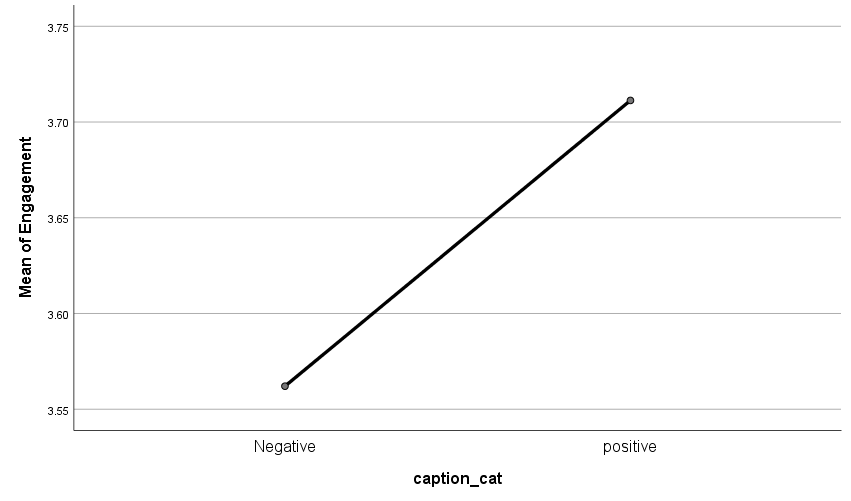 3.75
3.70
3.65
3.60
3.55
Mean of Engagement
Negative positive
caption_cat